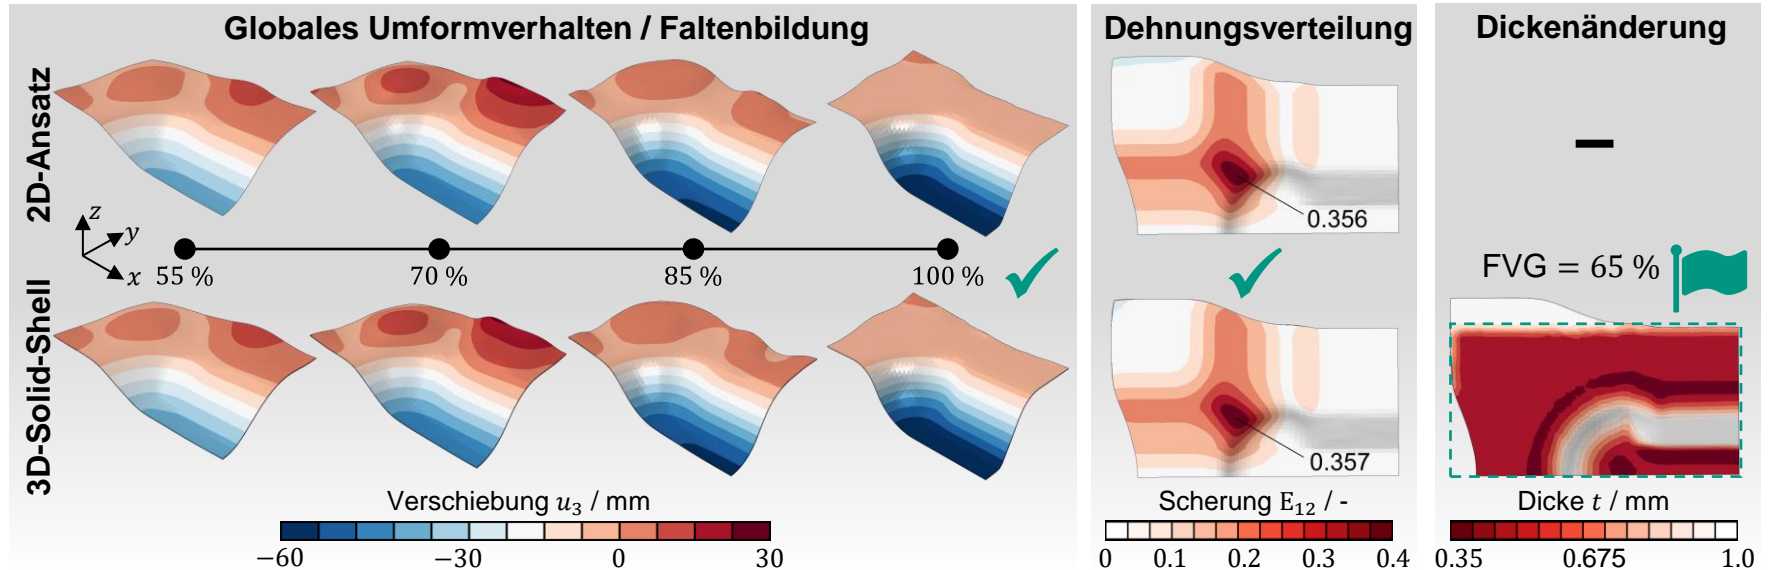 Globales Umformverhalten / Faltenbildung
2D-Ansatz
z
y
x
55 %
70 %
85 %
100 %
3D-Solid-Shell
Verschiebung u₃ / mm
−60
−30
0
30
Dehnungsverteilung
0.356
0.357
Scherung E₁₂ / -
0
0.1
0.2
0.3
0.4
Dickenänderung
–
FVG = 65 %
Dicke t / mm
0.35
0.675
1.0